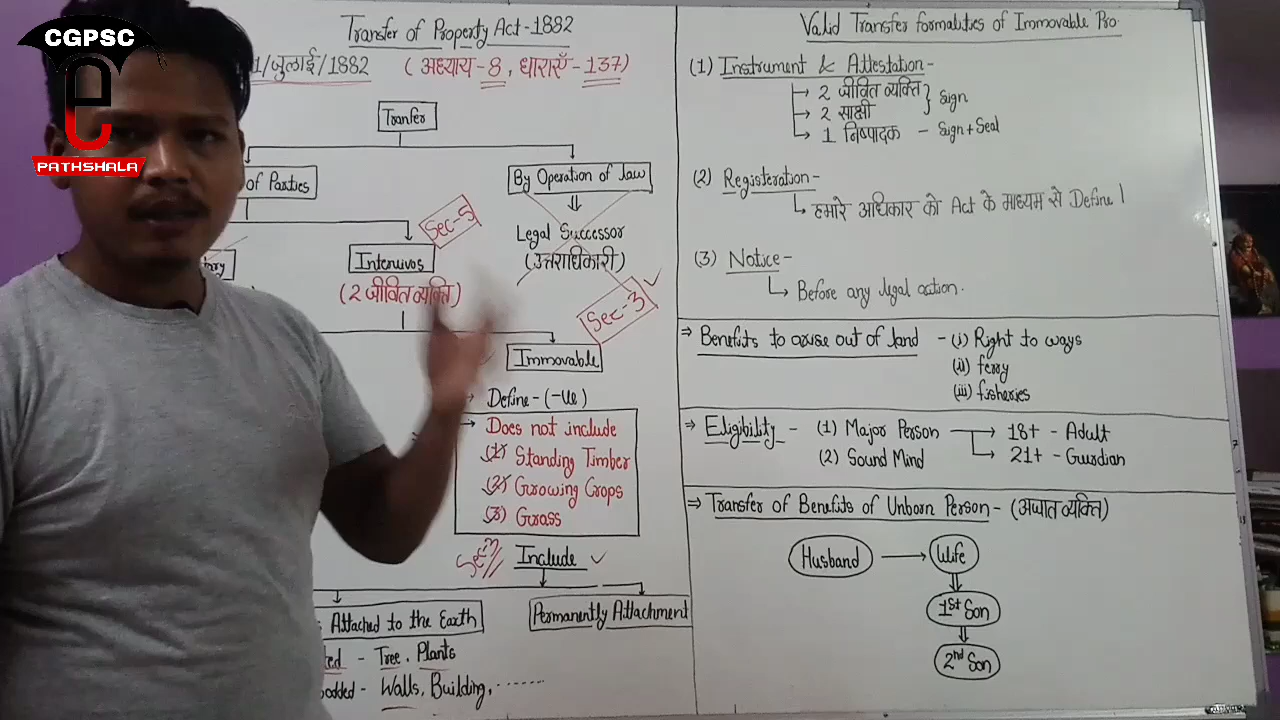 CGPSC
PATHSHALA
Transfer of Property Act-1882
1/जुलाई/1882 (अध्याय-8, धाराएँ-137)
Tranfer
of Parties
By Operation of law
Sec-5
Legal Successor
(उत्तराधिकारी)
Intervivos
(2 जीवित व्यक्ति)
Sec-3
Immovable
Define-(-ve)
Does not include
(1) Standing Timber
(2) Growing Crops
(3) Grass
Sec-3
Include
Attached to the Earth
Permanently Attachment
- Tree, Plants
- Walls, Building,
Valid Transfer formalities of Immovable Pro.
(1) Instrument & Attestation-
2 जीवित व्यक्ति
2 साक्षी
Sign
1 निष्पादक - Sign+Seal
(2) Registeration-
हमारे अधिकार को Act के माध्यम से Define।
(3) Notice-
Before any legal action.
⇒ Benefits to arise out of land - (i) Right to ways
(ii) ferry
(iii) fisheries
⇒ Eligibility - (1) Major Person → 18+ - Adult
→ 21+ - Gurdian
(2) Sound Mind
⇒ Transfer of Benefits of Unborn Person- (अजात व्यक्ति)
Husband → Wife
1st Son
2nd Son